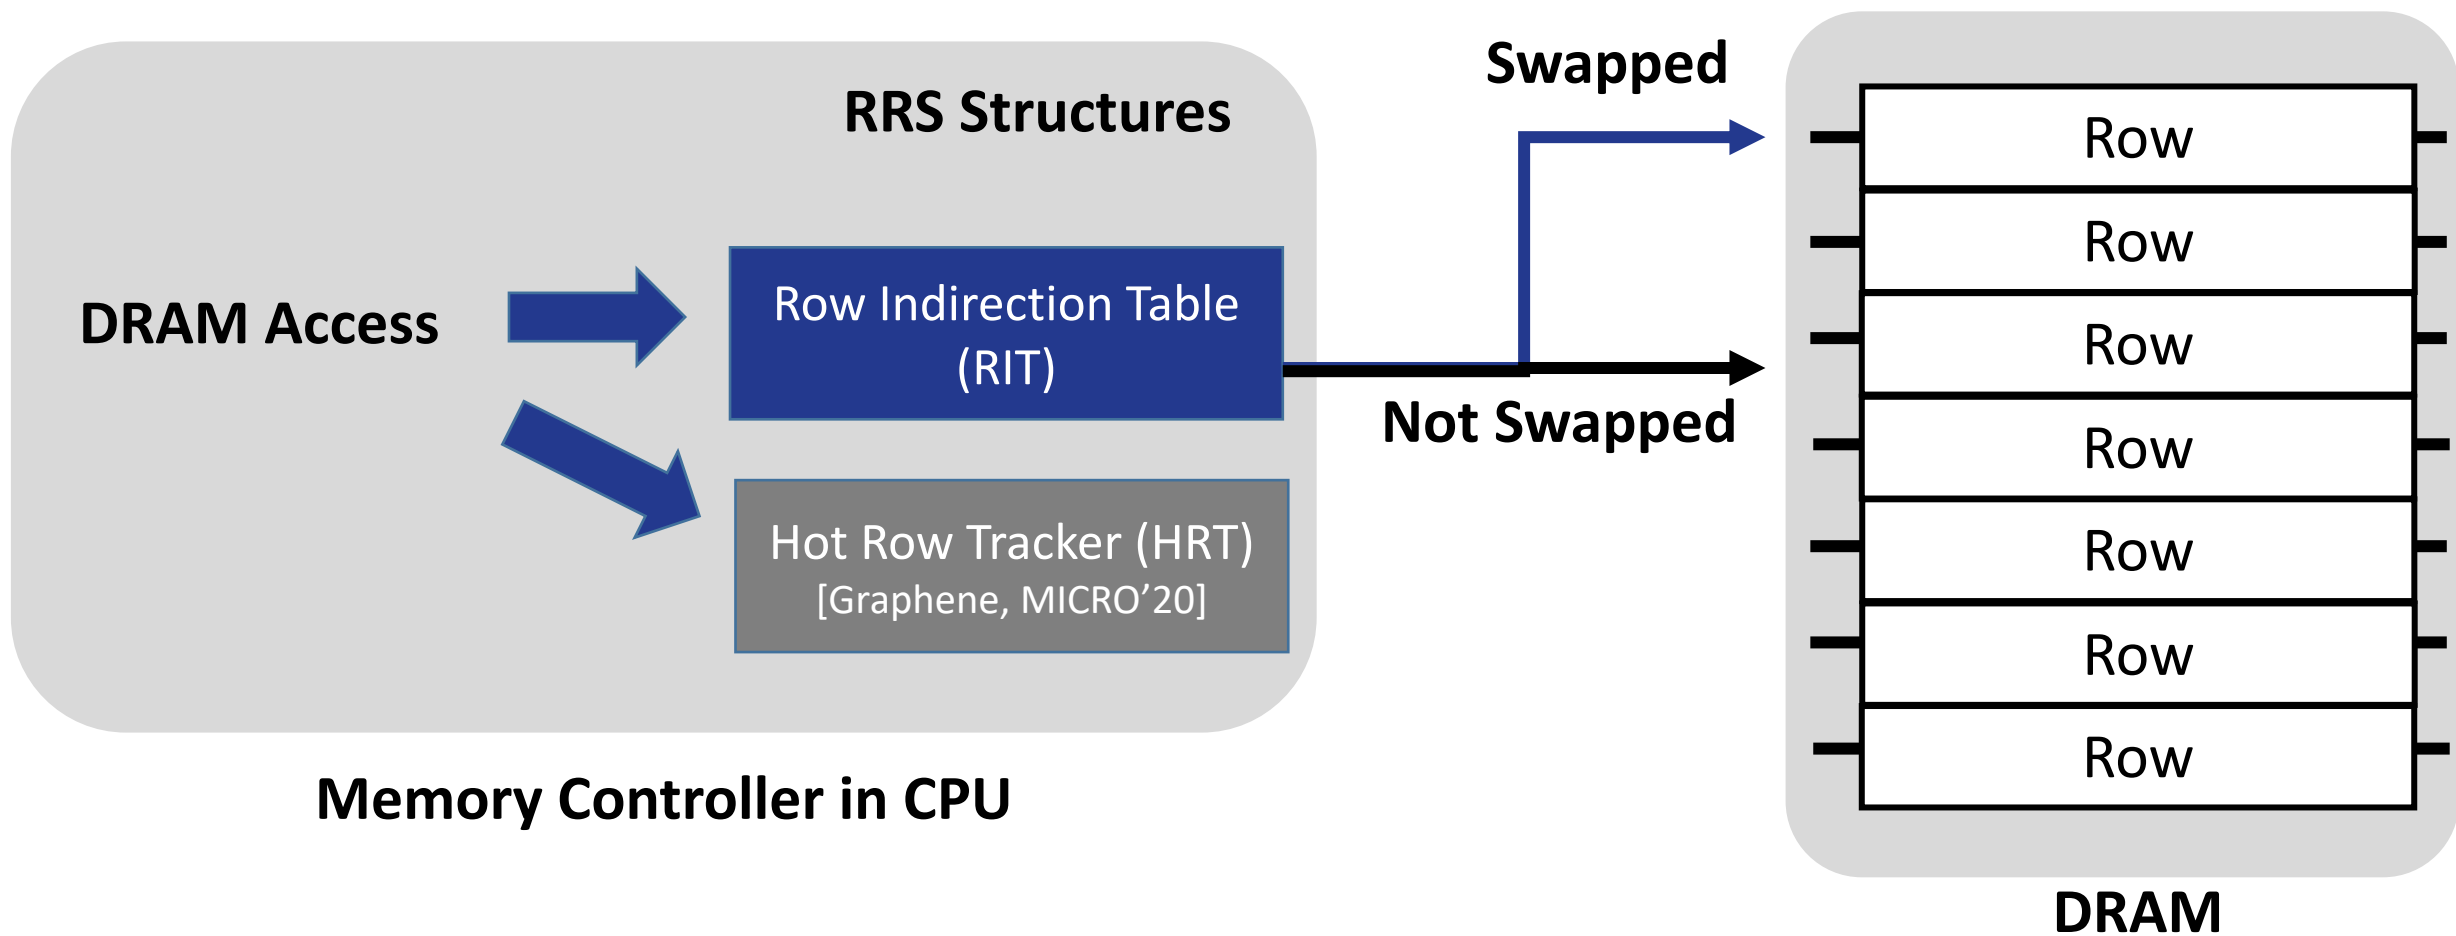 RRS Structures
DRAM Access
Row Indirection Table
(RIT)
Hot Row Tracker (HRT)
[Graphene, MICRO’20]
Memory Controller in CPU
Swapped
Not Swapped
Row
Row
Row
Row
Row
Row
Row
DRAM